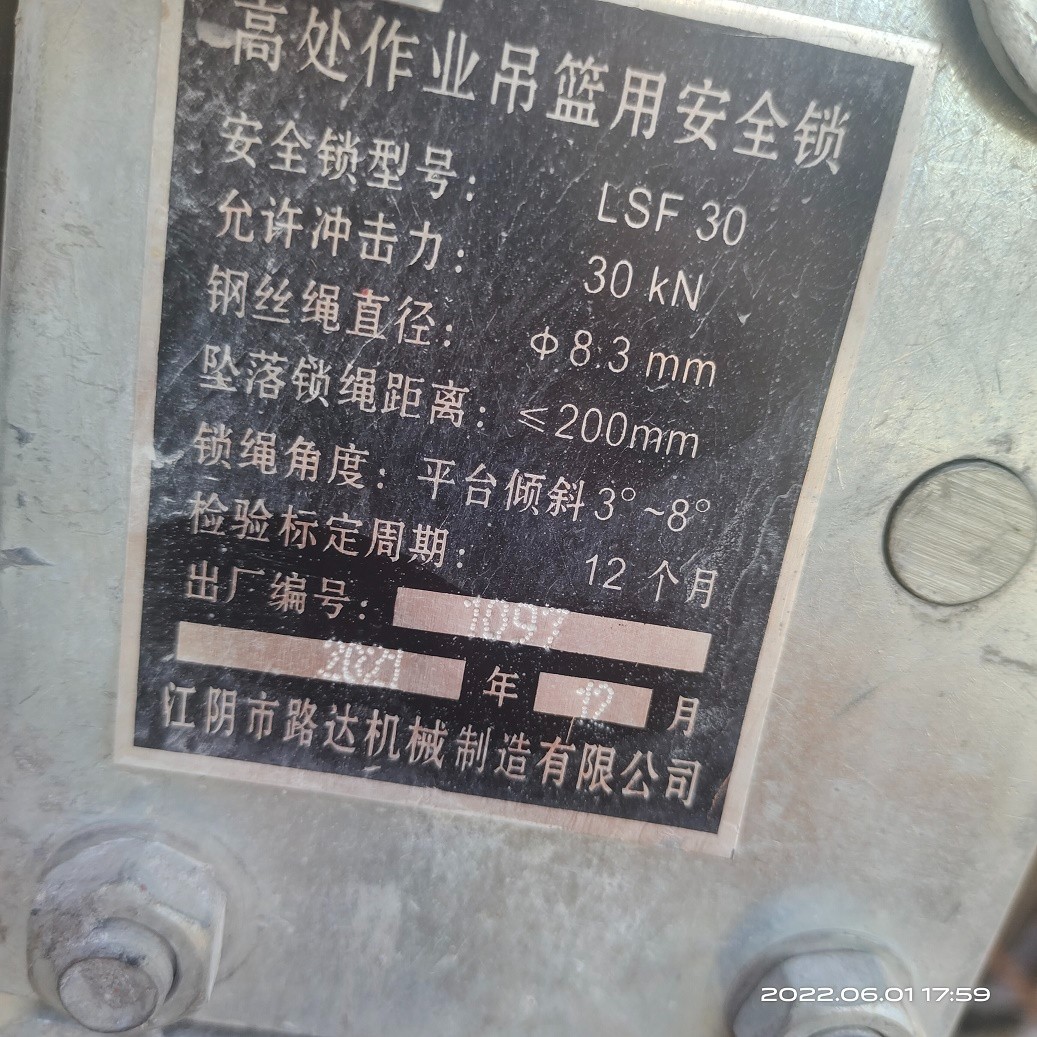 高处作业吊篮用安全锁
安全锁型号： LSF 30
允许冲击力： 30 kN
钢丝绳直径： ф8.3 mm
坠落锁绳距离：≤200mm
锁绳角度：平台倾斜3°~8°
检验标定周期： 12 个月
出厂编号：1097
2021 年 12 月
江阴市路达机械制造有限公司
2022.06.01 17:59